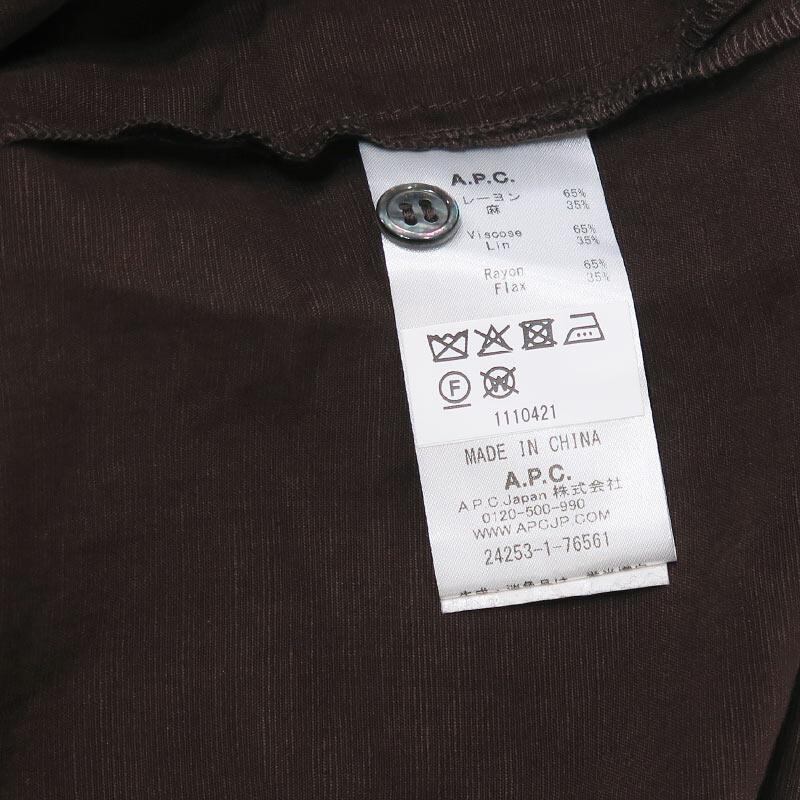 A.P.C.
レーヨン 65%
麻 35%
Viscose 65%
Lin 35%
Rayon 65%
Flax 35%
F W
1110421
MADE IN CHINA
A.P.C.
A.P.C.Japan 株式会社
0120-500-990
WWW.APCJP.COM
24253-1-76561